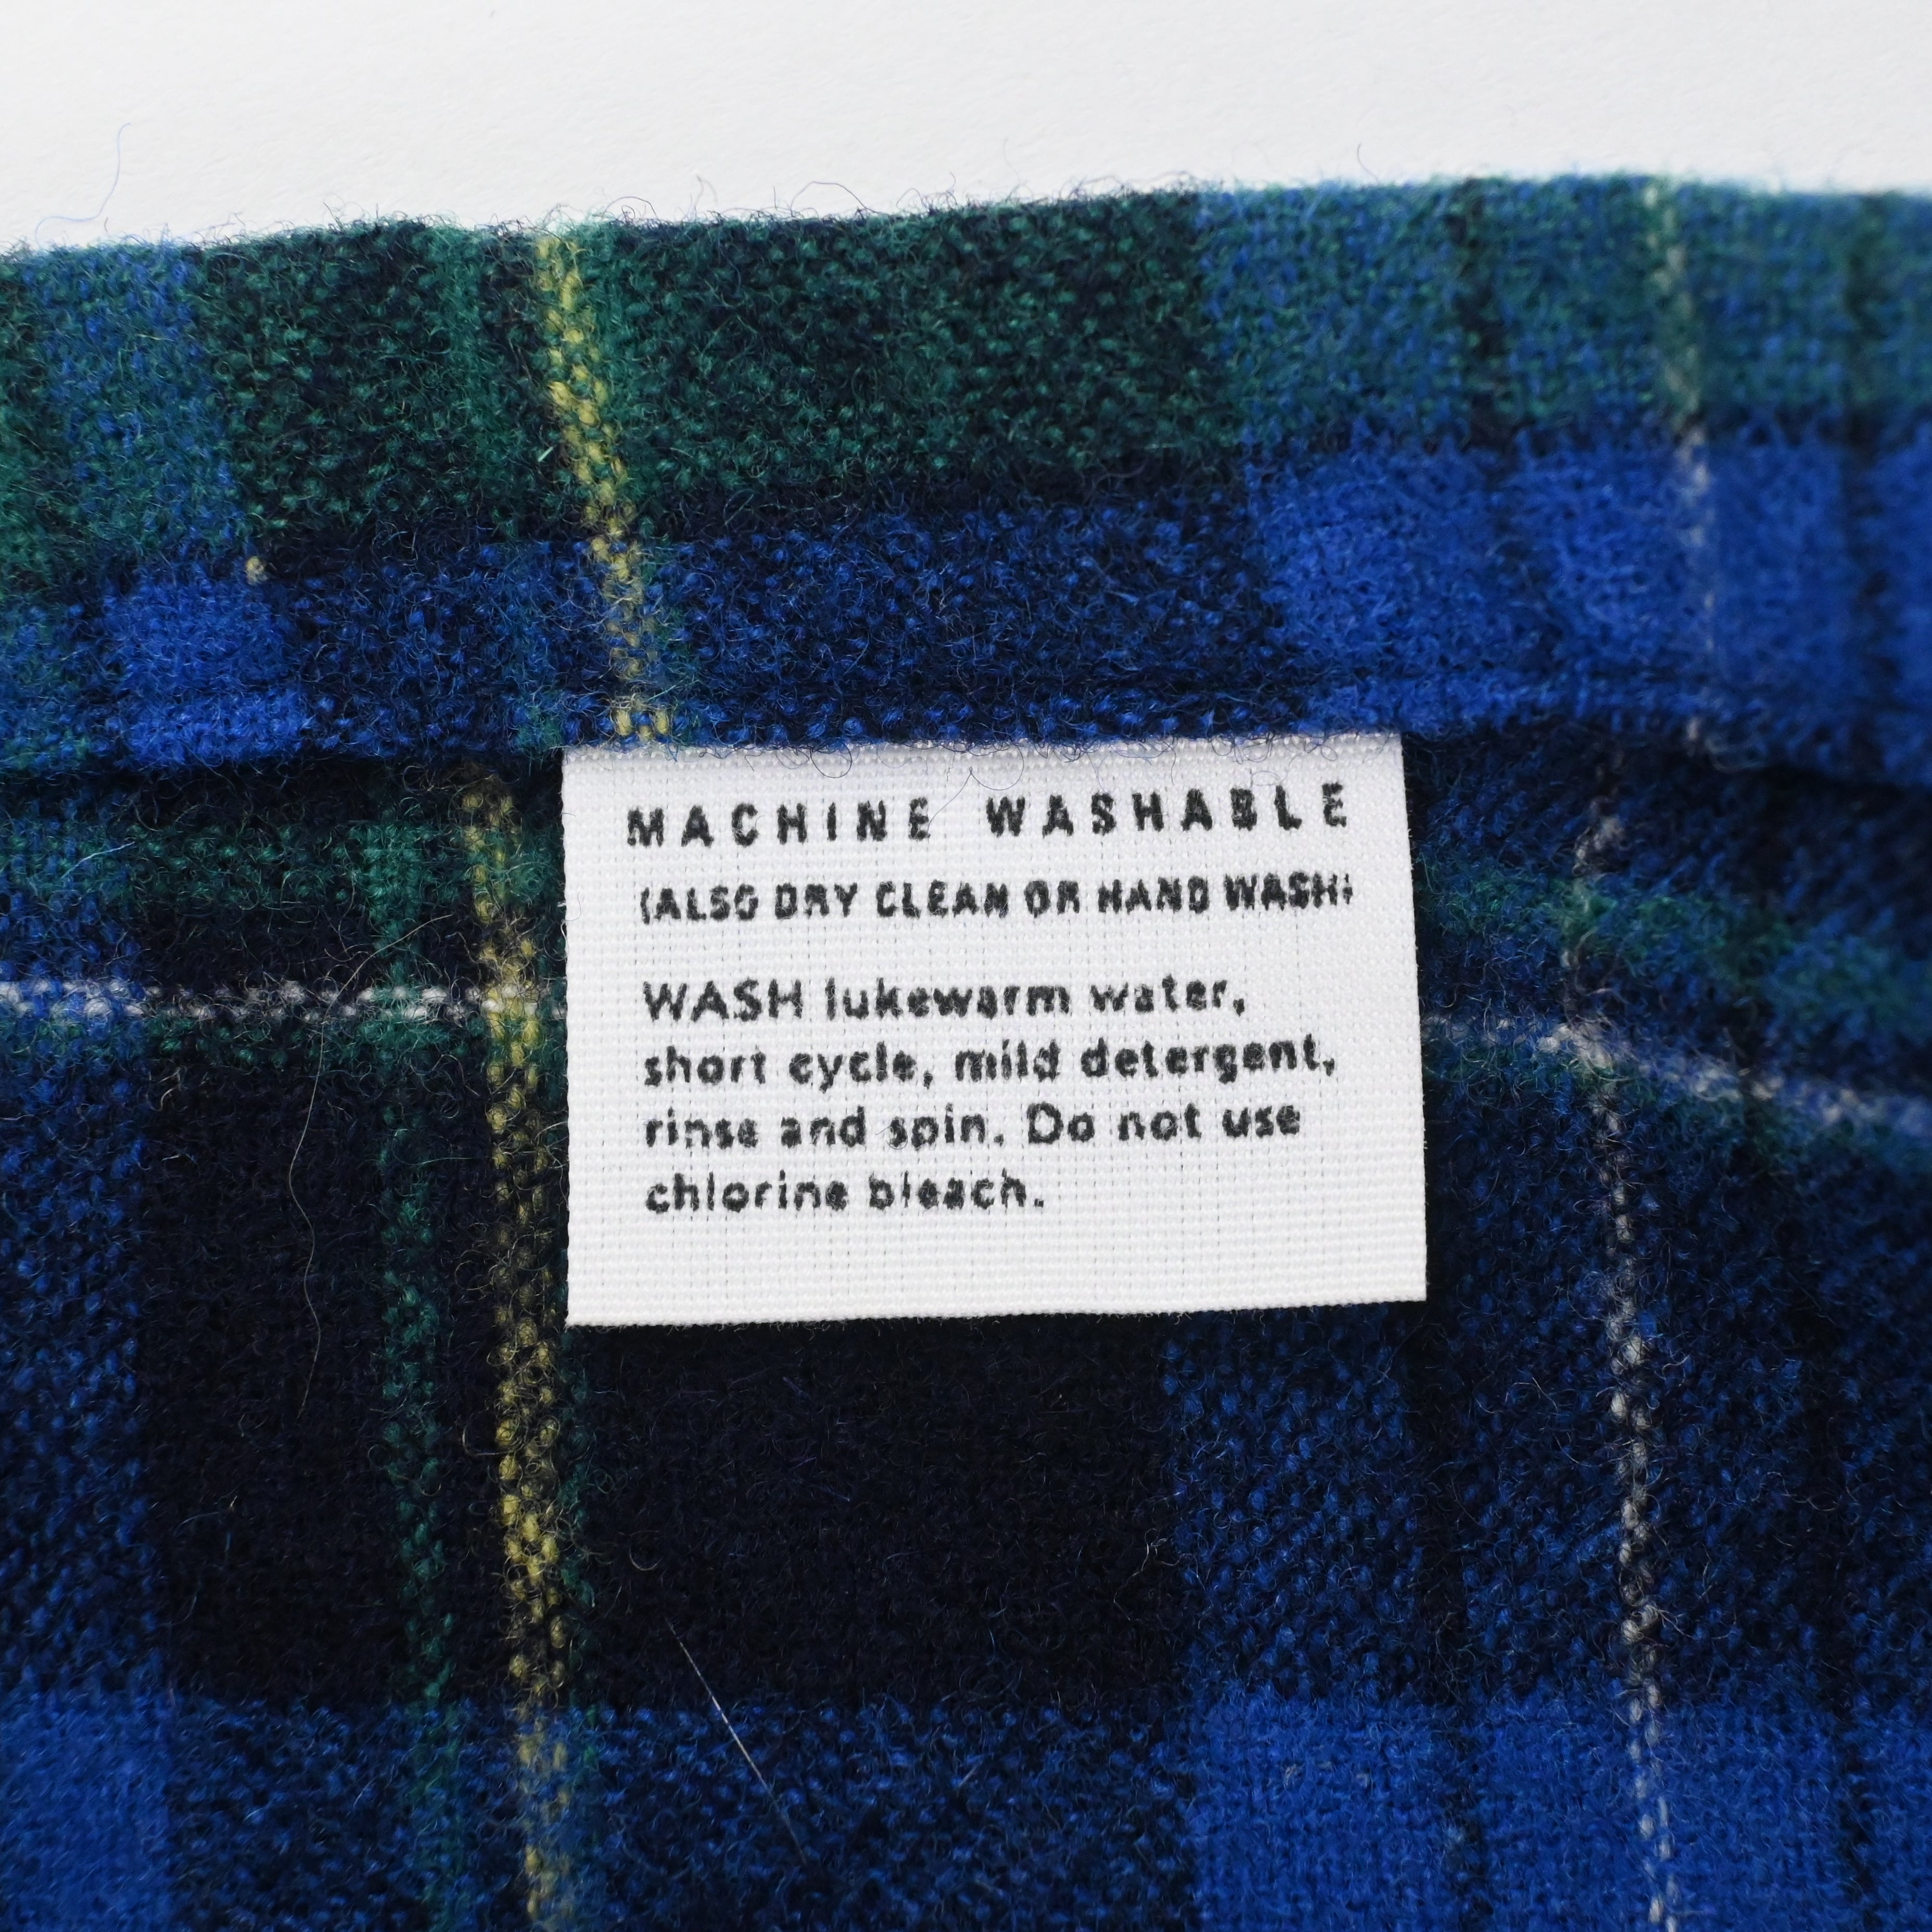 MACHINE WASHABLE
(ALSO DRY CLEAN OR HAND WASH)
WASH lukewarm water,
short cycle, mild detergent,
rinse and spin. Do not use
chlorine bleach.